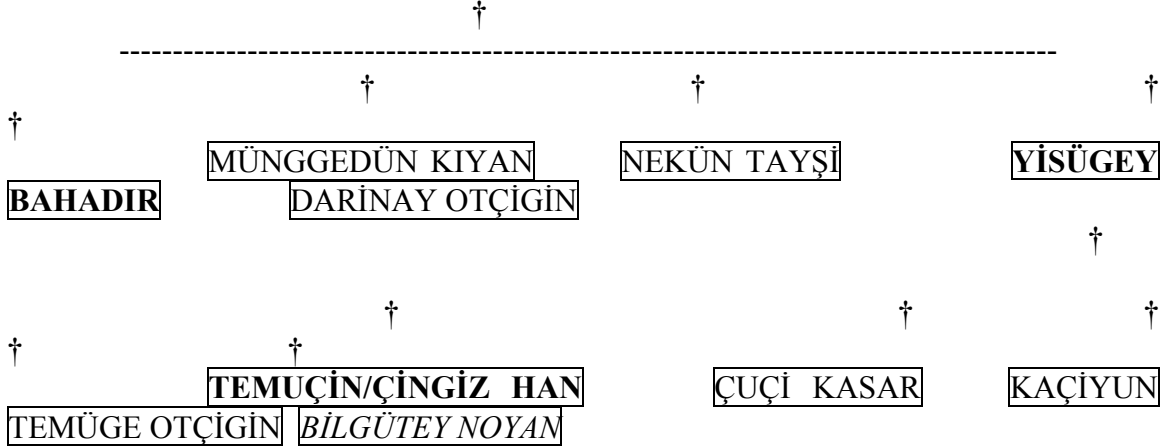 †
----------------------------------------------------------------------------------------
† † †
†
MÜNGGEDÜN KIYAN NEKÜN TAYŞİ YİSÜGEY
BAHADIR DARİNAY OTÇİGİN
†
† † †
† †
TEMUÇİN/ÇİNGİZ HAN ÇUÇİ KASAR KAÇİYUN
TEMÜGE OTÇİGİN BİLGÜTEY NOYAN